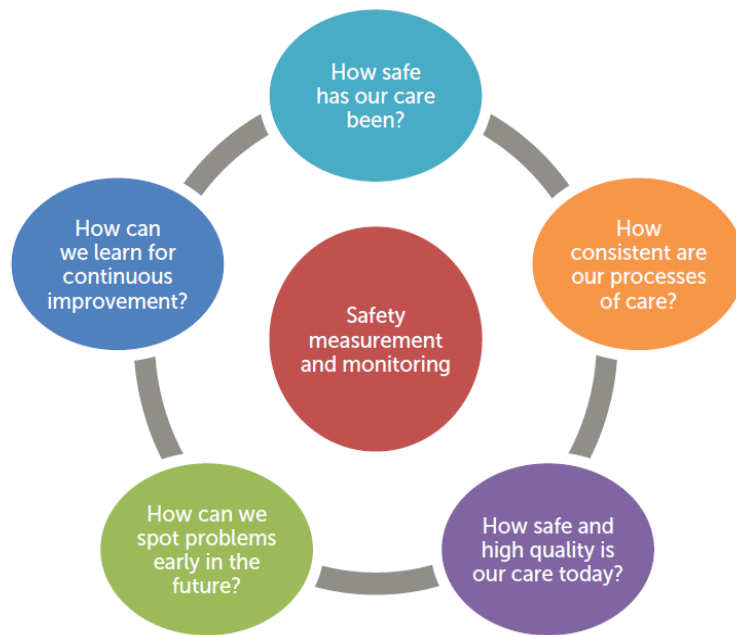 How safe
has our care
been?
How
consistent are
our processes
of care?
How safe and
high quality is
our care today?
How can we
spot problems
early in the
future?
How can
we learn for
continuous
improvement?
Safety
measurement
and monitoring